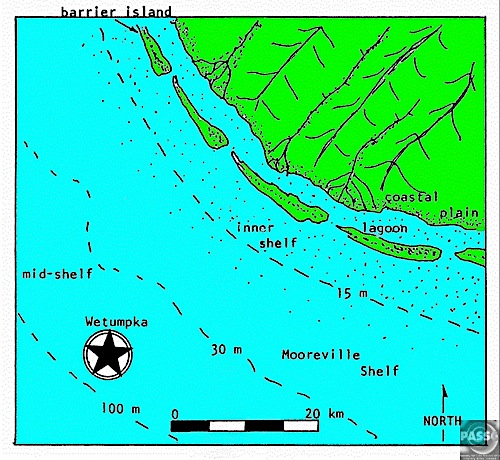 barrier island
coastal
plain
lagoon
inner
shelf
mid-shelf
15 m
Wetumpka
30 m
Mooreville
Shelf
100 m
0
20 km
NORTH
PASS